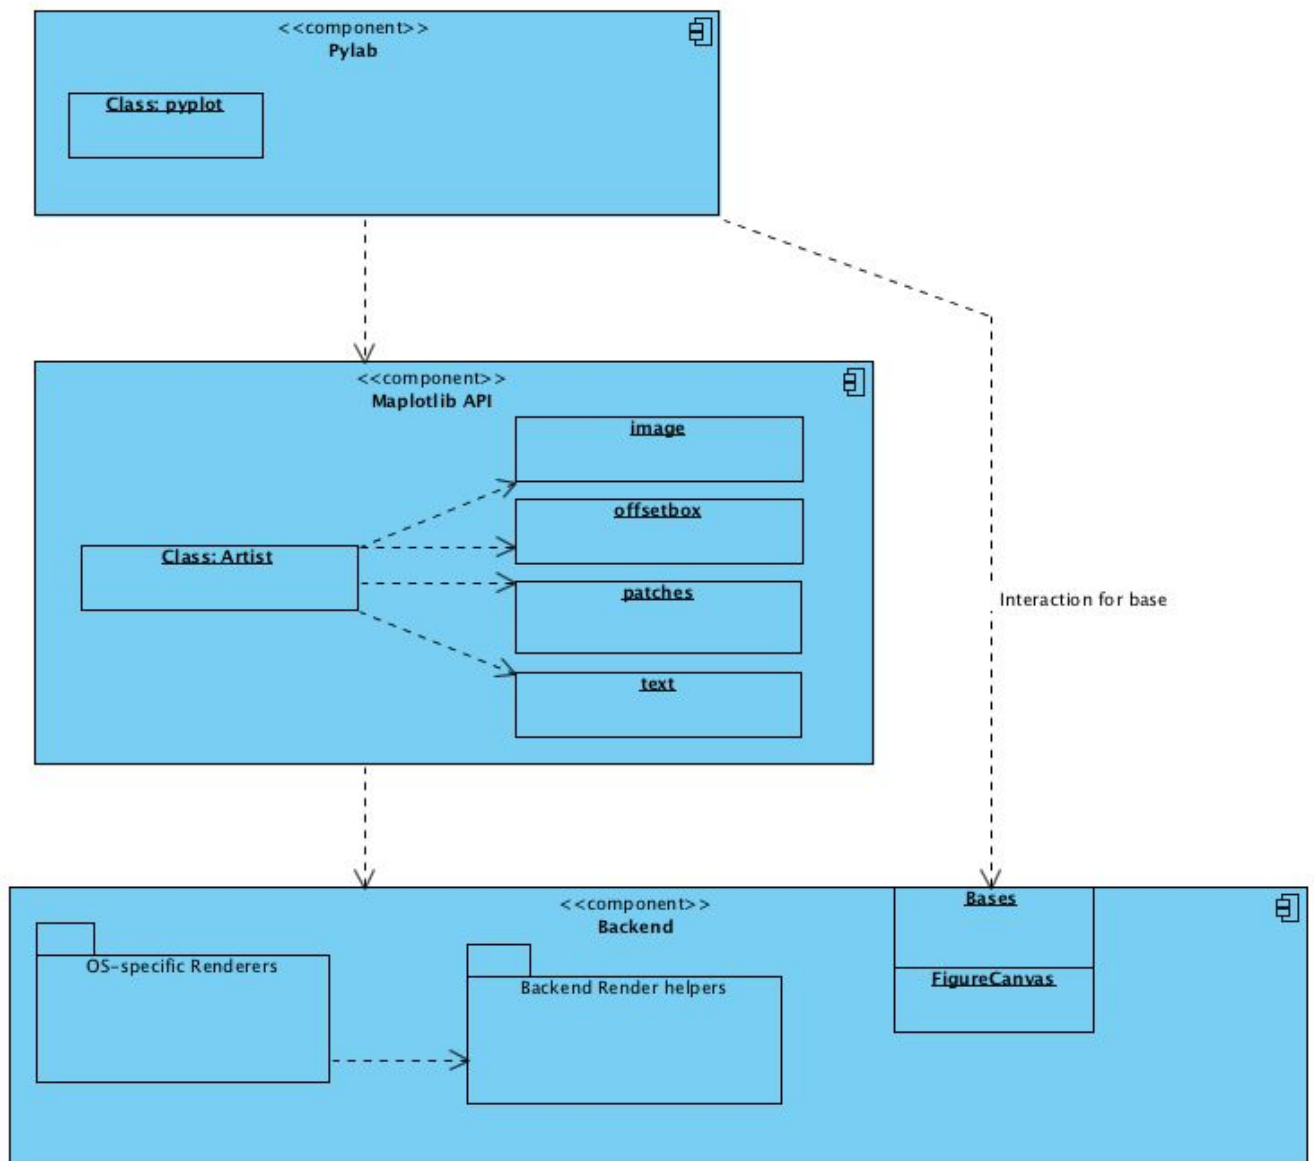 <<component>>
Pylab
Class: pyplot
<<component>>
Maplotlib API
image
offsetbox
Class: Artist
patches
text
Interaction for base
<<component>>
Backend
Bases
FigureCanvas
OS-specific Renderers
Backend Render helpers